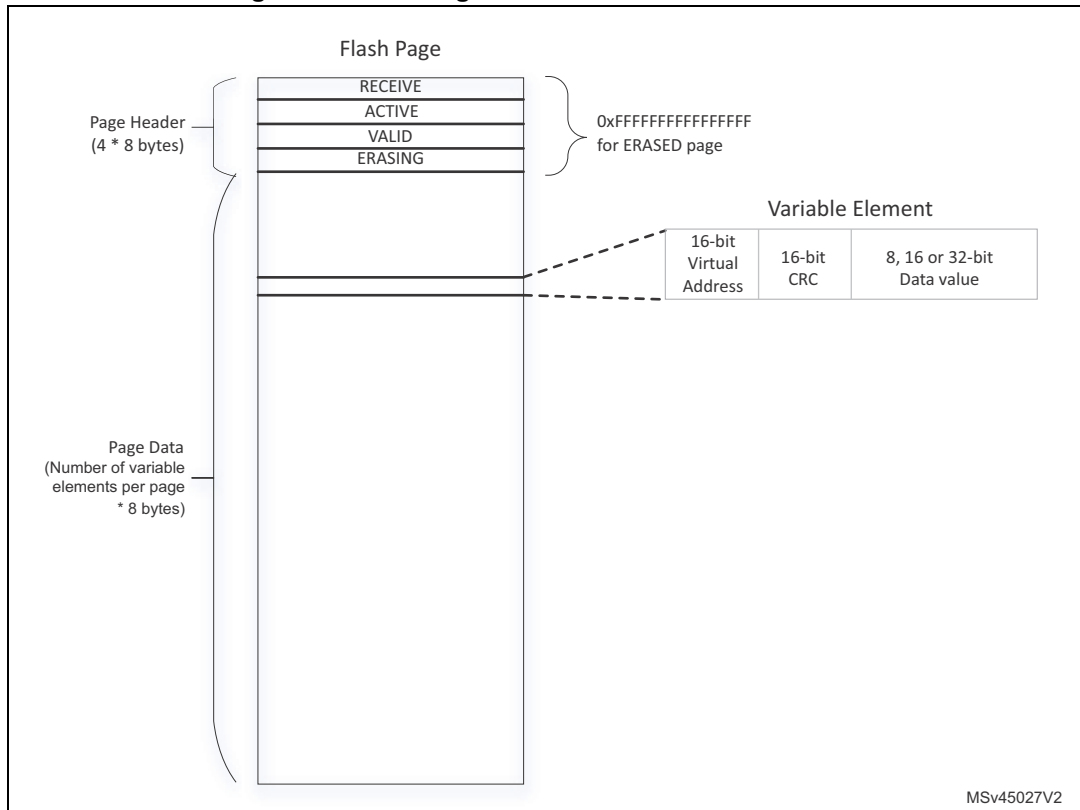 Flash Page
RECEIVE
ACTIVE
VALID
ERASING
Page Header
(4 * 8 bytes)
0xFFFFFFFFFFFFFFFF
for ERASED page
Variable Element
16-bit
Virtual
Address
16-bit
CRC
8, 16 or 32-bit
Data value
Page Data
(Number of variable
elements per page
* 8 bytes)
MSv45027V2